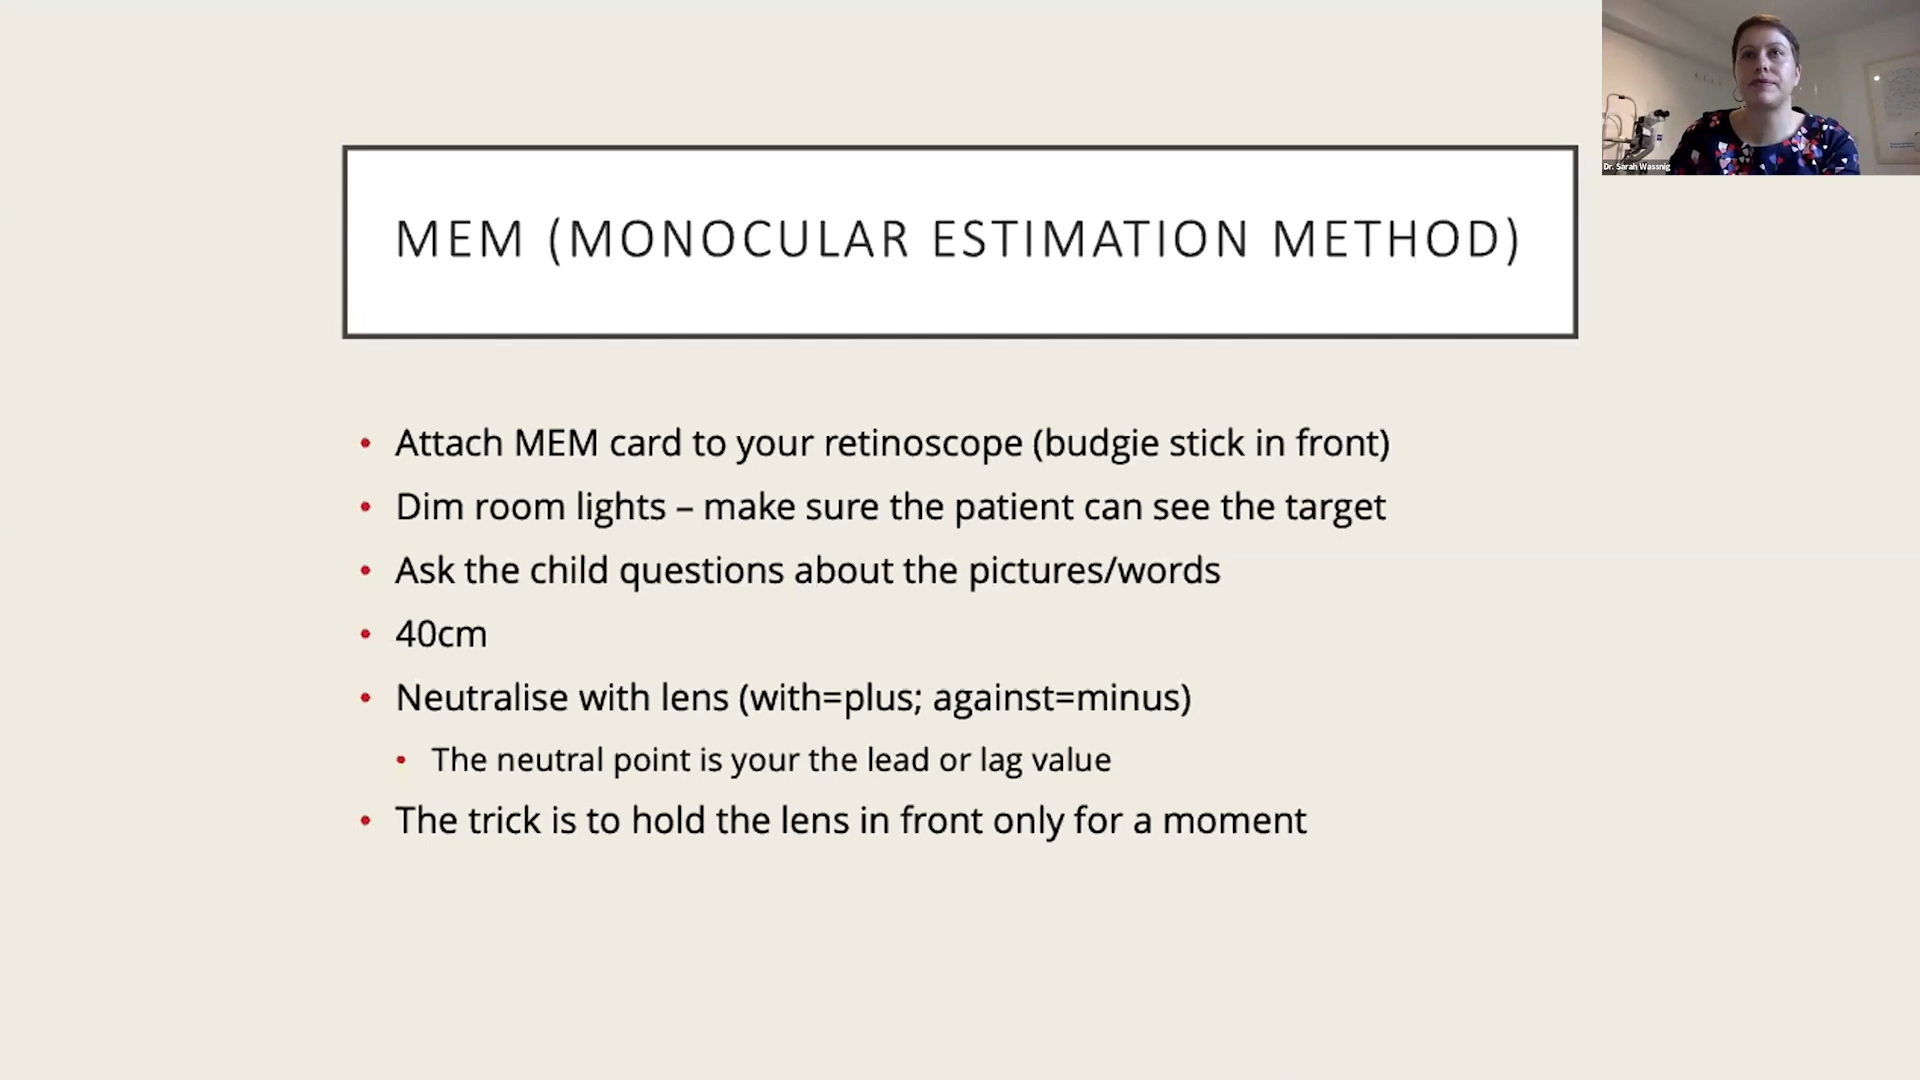 MEM (MONOCULAR ESTIMATION METHOD)
• Attach MEM card to your retinoscope (budgie stick in front)
• Dim room lights – make sure the patient can see the target
• Ask the child questions about the pictures/words
• 40cm
• Neutralise with lens (with=plus; against=minus)
• The neutral point is your the lead or lag value
• The trick is to hold the lens in front only for a moment
Dr. Sarah Wassnig